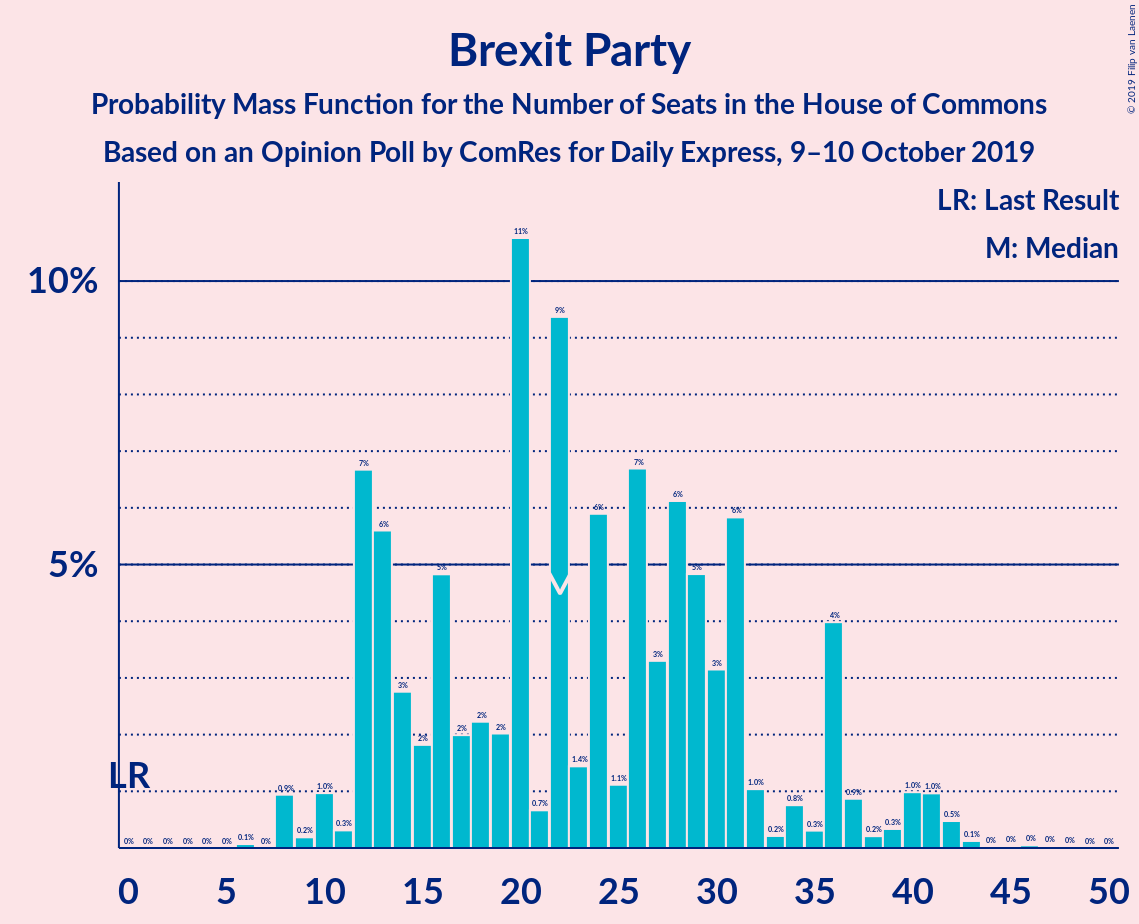 Brexit Party
Probability Mass Function for the Number of Seats in the House of Commons
Based on an Opinion Poll by ComRes for Daily Express, 9–10 October 2019
© 2019 Filip van Laenen
LR: Last Result
M: Median
10%
5%
LR
0% 0% 0% 0% 0% 0% 0.1% 0% 0.9% 0.2% 1.0% 0.3% 7% 6% 3% 2% 5% 2% 2% 2% 11% 0.7% 9% 1.4% 6% 1.1% 7% 3% 6% 5% 3% 6% 1.0% 0.2% 0.8% 0.3% 4% 0.9% 0.2% 0.3% 1.0% 1.0% 0.5% 0.1% 0% 0% 0% 0% 0% 0% 0%
0 5 10 15 20 25 30 35 40 45 50